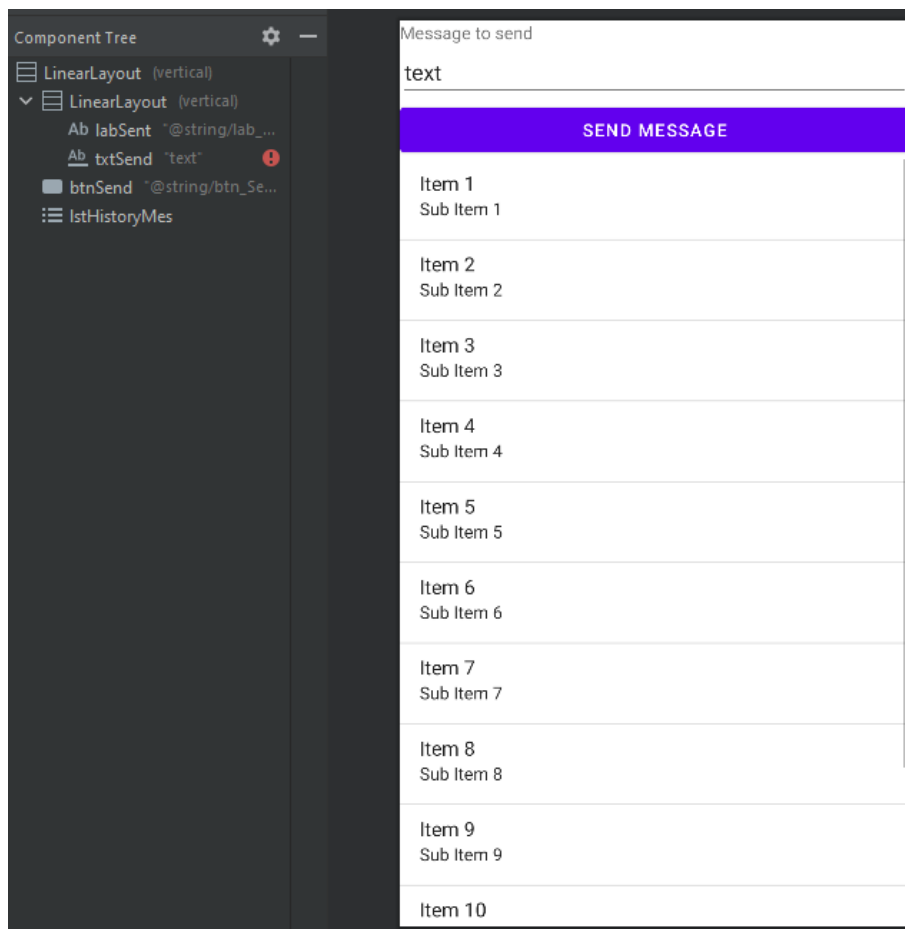 Component Tree
LinearLayout (vertical)
LinearLayout (vertical)
Ab labSent "@string/lab_...
Ab txtSend "text"
btnSend "@string/btn_Se...
lstHistoryMes
Message to send
text
SEND MESSAGE
Item 1
Sub Item 1
Item 2
Sub Item 2
Item 3
Sub Item 3
Item 4
Sub Item 4
Item 5
Sub Item 5
Item 6
Sub Item 6
Item 7
Sub Item 7
Item 8
Sub Item 8
Item 9
Sub Item 9
Item 10